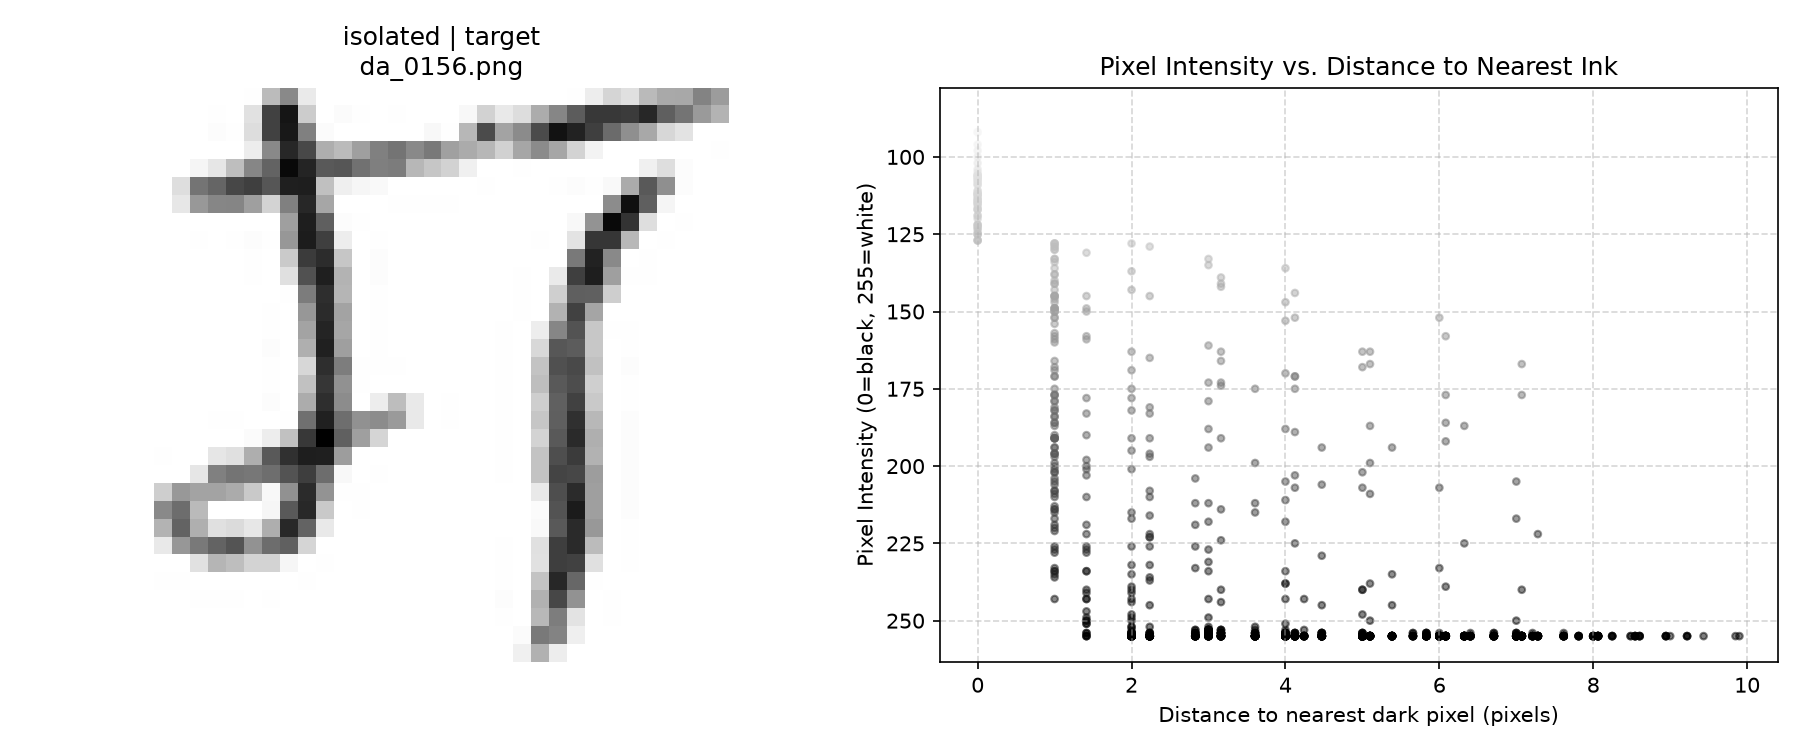 isolated | target
da_0156.png
Pixel Intensity vs. Distance to Nearest Ink
Pixel Intensity (0=black, 255=white)
100
125
150
175
200
225
250
0 2 4 6 8 10
Distance to nearest dark pixel (pixels)